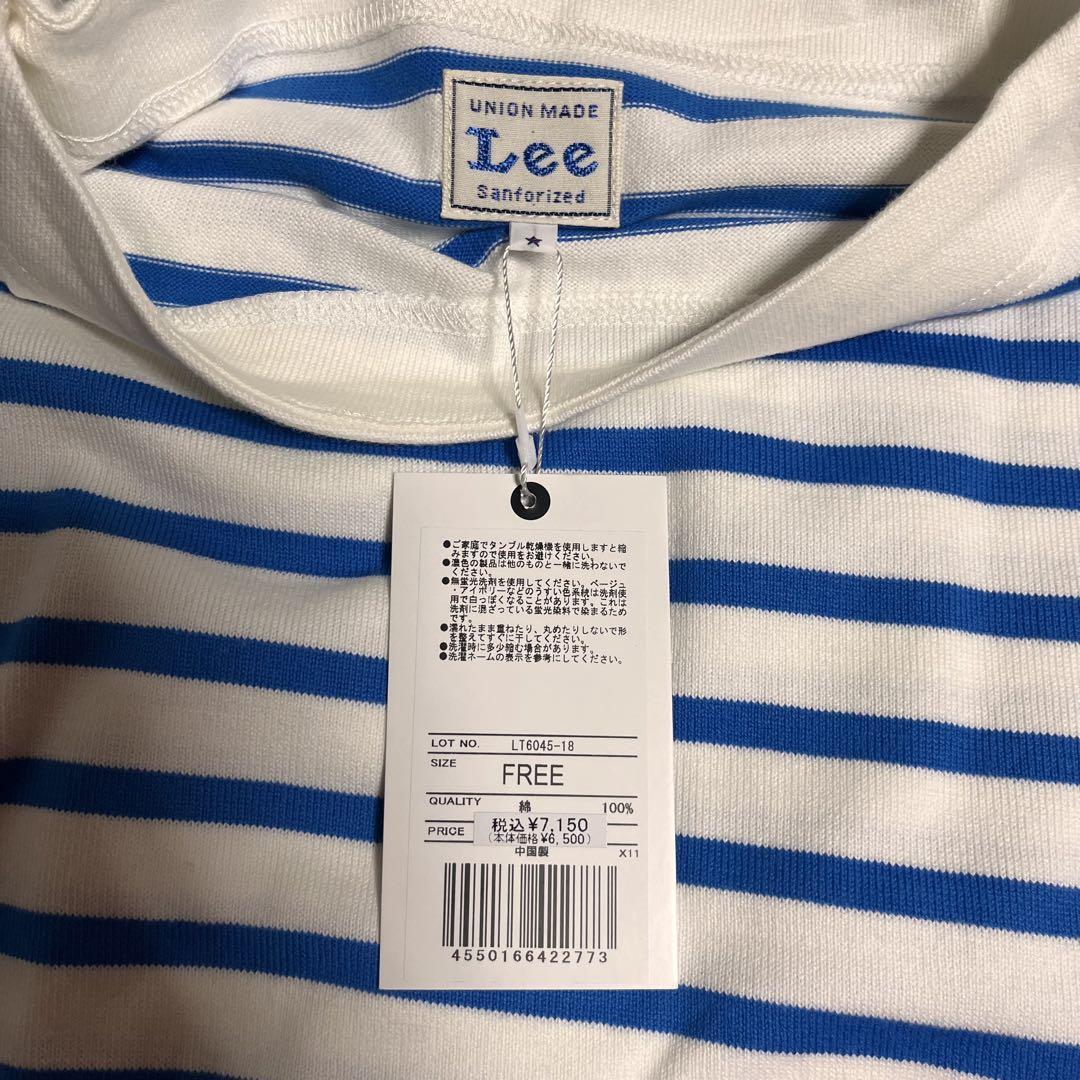 UNION MADE
Lee
Sanforized
★
●ご家庭でタンブル乾燥機を使用しますと縮
みますので使用をお避けください。
●濃色の製品は他のものと一緒に洗わないで
ください。
●無蛍光洗剤を使用してください。ベージュ
・アイボリーなどのうすい色系統は洗剤使
用で白っぽくなることがあります。これは
洗剤に混ざっている蛍光染料で染まるため
です。
●濡れたまま重ねたり、丸めたりしないで形
を整えてすぐに干してください。
●洗濯時に多少縮む場合があります。
●洗濯ネームの表示を参考にしてください。
LOT NO. LT6045-18
SIZE FREE
QUALITY 綿 100%
PRICE 税込¥7,150
(本体価格¥6,500)
中国製 X11
4550166422773